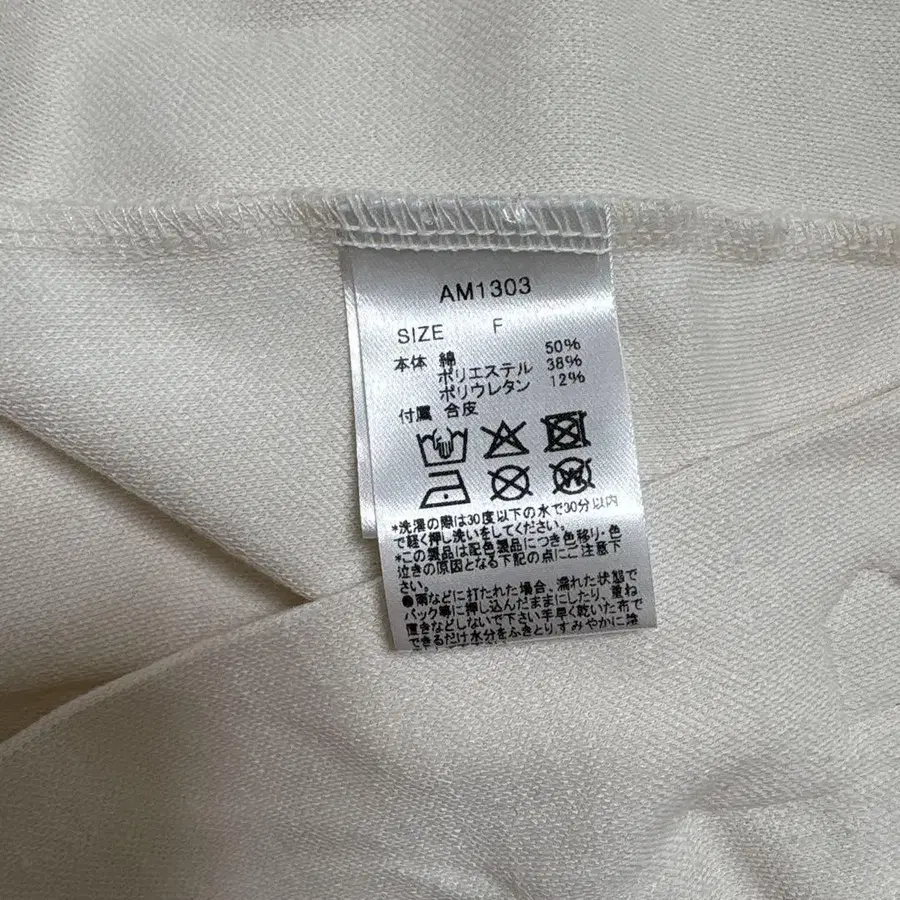 AM1303
SIZE F
本体 綿 50%
ポリエステル 38%
ポリウレタン 12%
付属 合皮
*洗濯の際は30度以下の水で30分以内
で軽く押し洗いをしてください。
*この製品は配色製品につき色移り・色
泣きの原因となる下記の点にご注意下
さい。
●雨などに打たれた場合、濡れた状態で
バック等に押し込んだままにしたり、重ね
置きなどしないで下さい手早く乾いた布で
できるだけ水分をふきとり、すみやかに陰